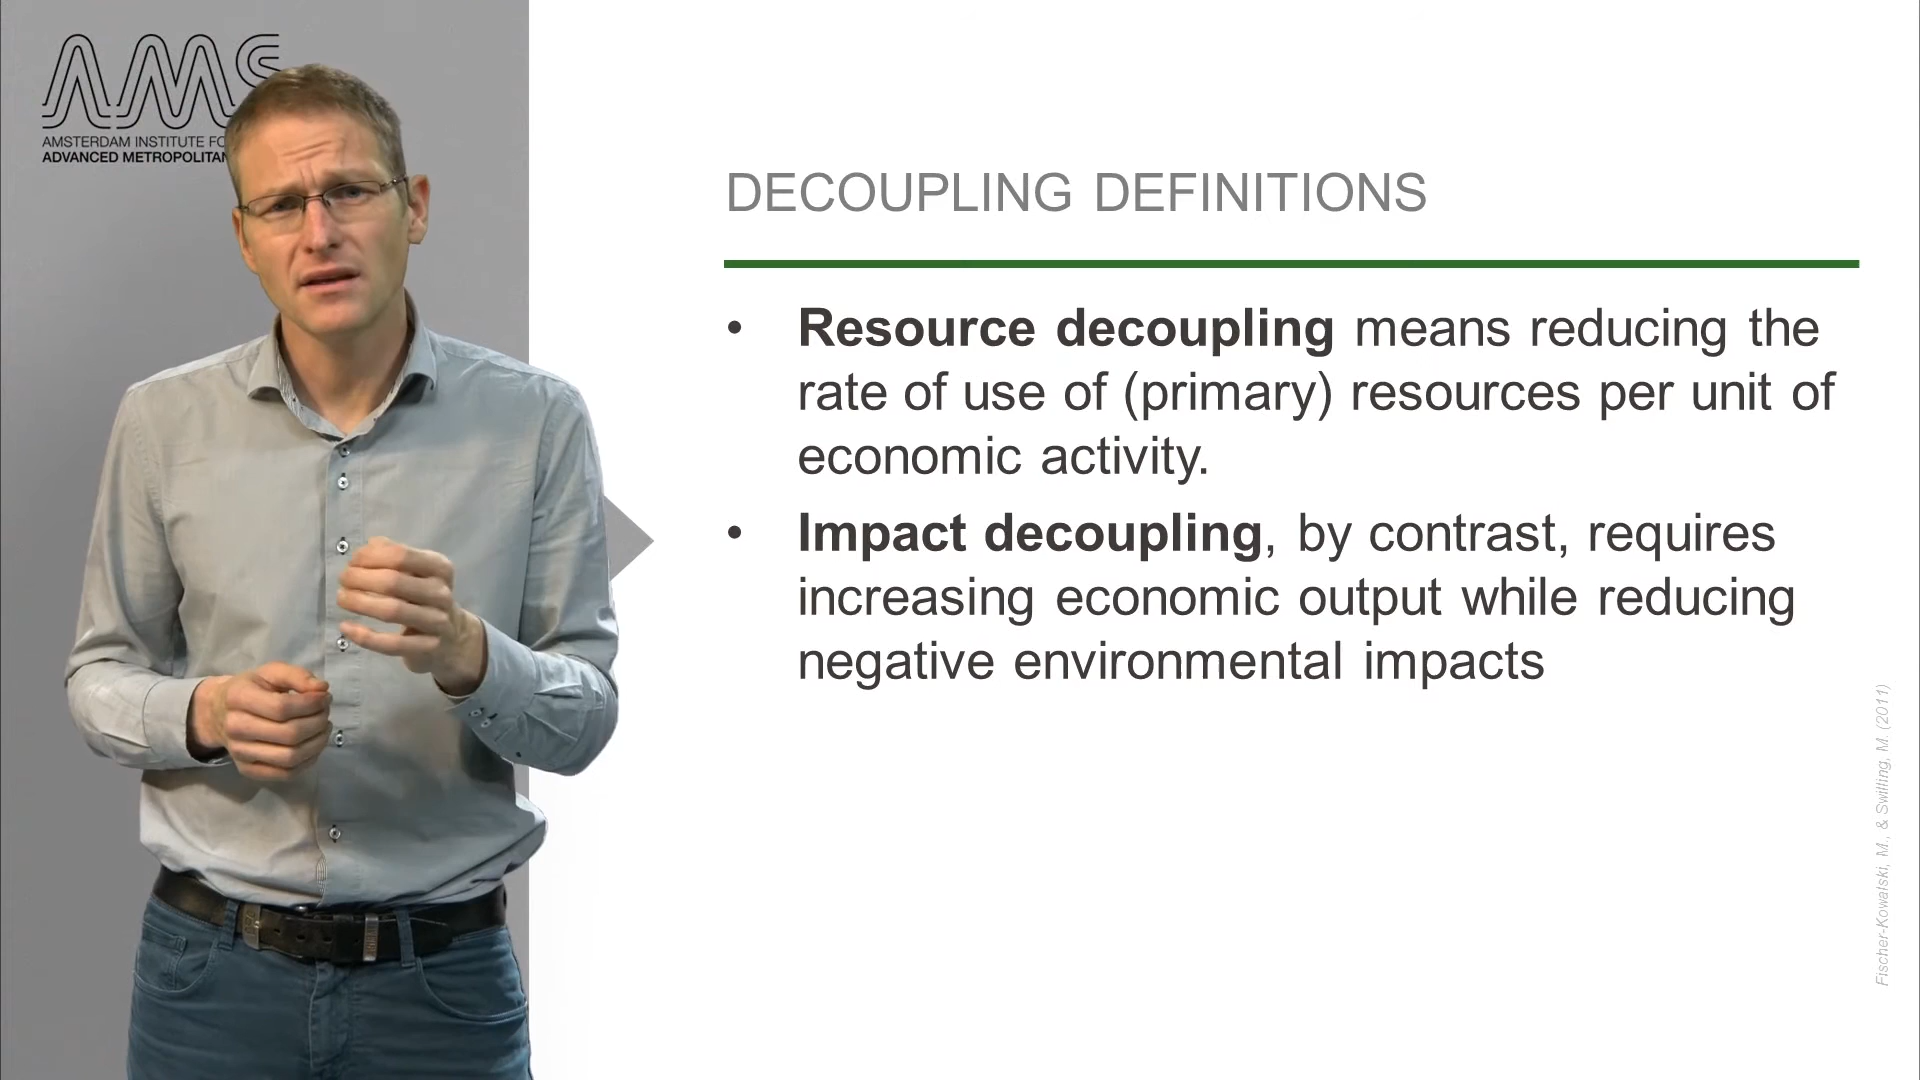 AMS
AMSTERDAM INSTITUTE FO
ADVANCED METROPOLITAN
DECOUPLING DEFINITIONS
• Resource decoupling means reducing the
rate of use of (primary) resources per unit of
economic activity.
• Impact decoupling, by contrast, requires
increasing economic output while reducing
negative environmental impacts
Fischer-Kowalski, M., & Swilling, M. (2011)